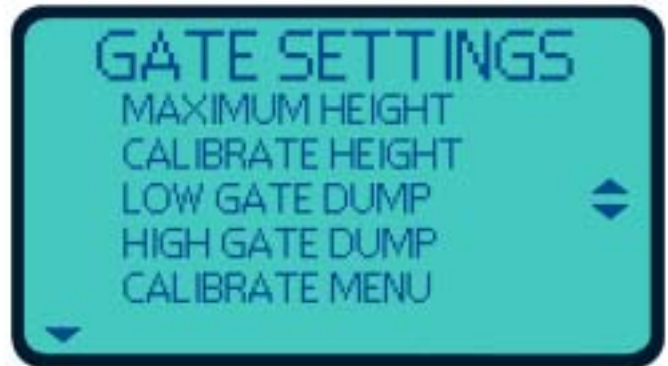 GATE SETTINGS
MAXIMUM HEIGHT
CALIBRATE HEIGHT
LOW GATE DUMP
HIGH GATE DUMP
CALIBRATE MENU